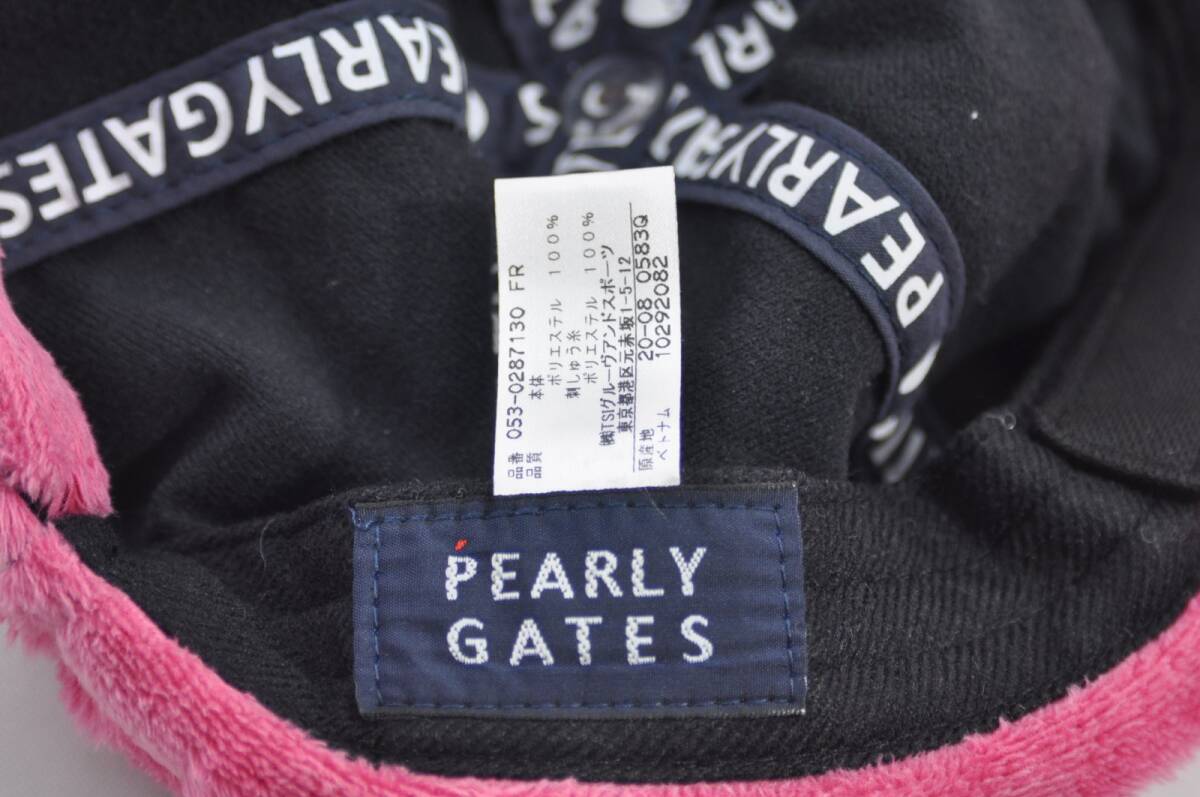 EARLYGATES
S
ARL
PEARLY
品番 053-0287130 FR
品質 本体
ポリエステル 100%
刺しゅう糸
ポリエステル 100%
㈱TSIグルーヴアンドスポーツ
東京都港区元赤坂1-5-12
原産地 20-08 0583Q
ベトナム 10292082
PEARLY
GATES